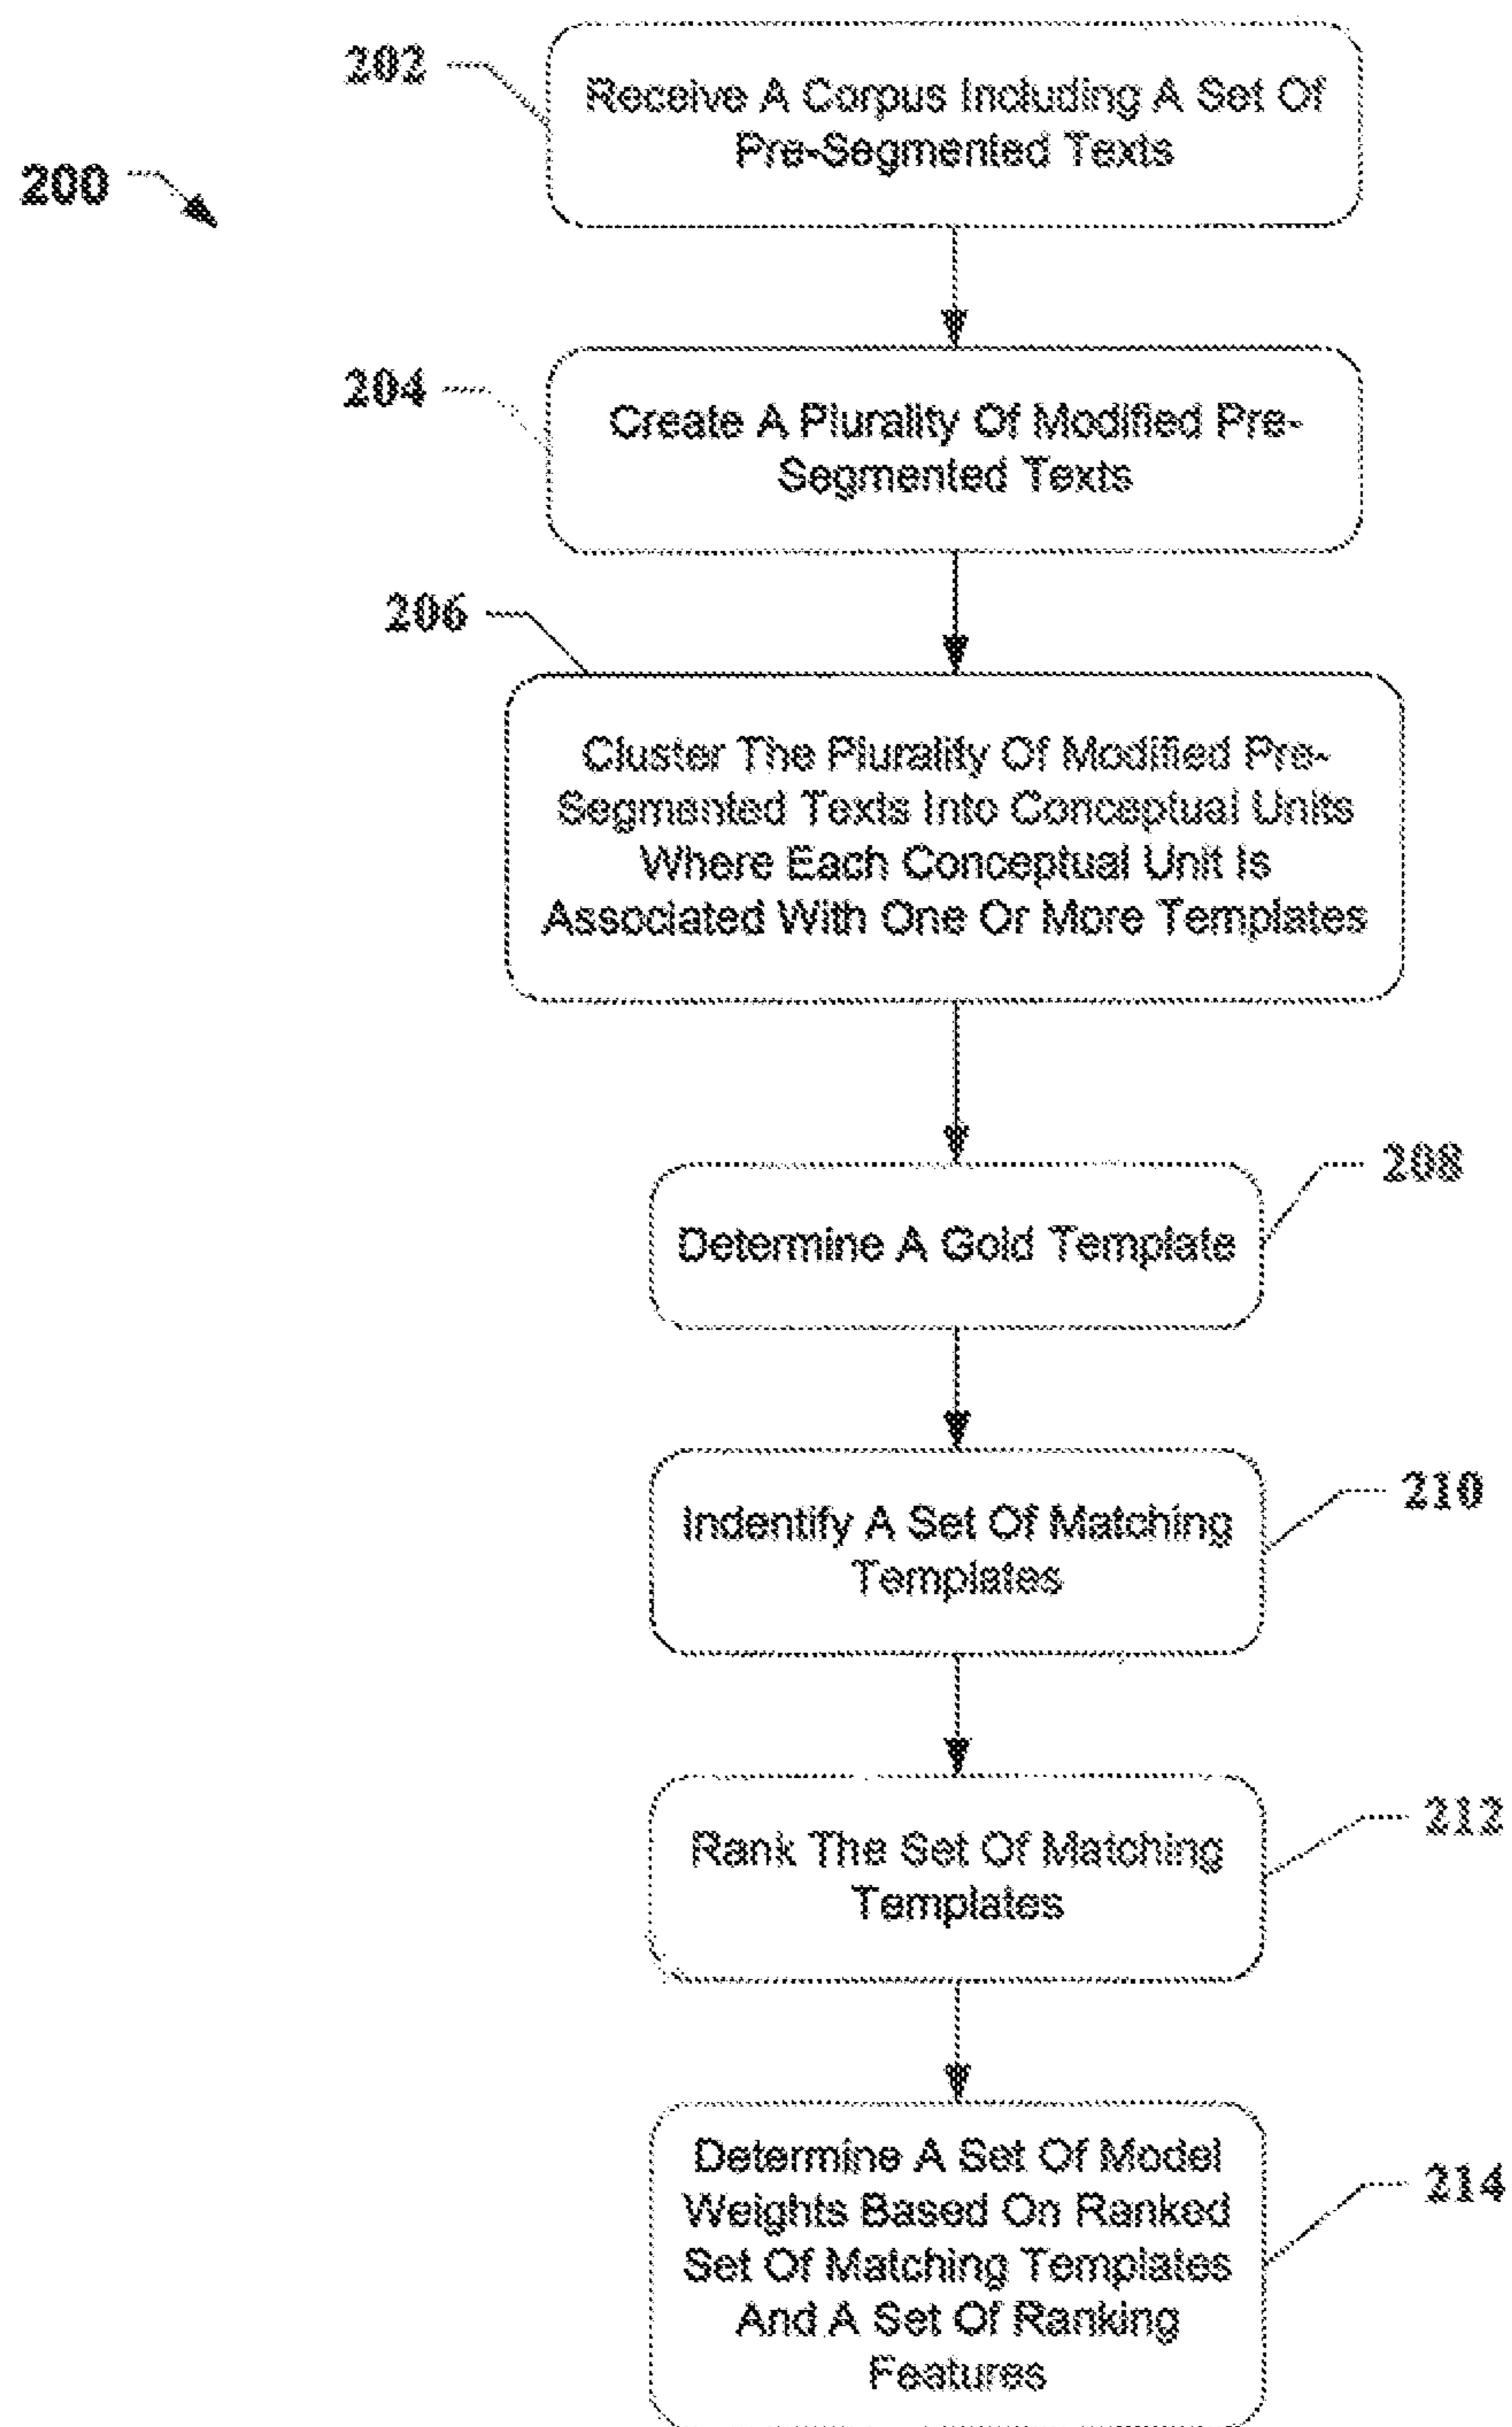 202
Receive A Corpus Including A Set Of
Pre-Segmented Texts
200
204
Create A Plurality Of Modified Pre-
Segmented Texts
206
Cluster The Plurality Of Modified Pre-
Segmented Texts Into Conceptual Units
Where Each Conceptual Unit Is
Associated With One Or More Templates
208
Determine A Gold Template
210
Indentify A Set Of Matching
Templates
212
Rank The Set Of Matching
Templates
214
Determine A Set Of Model
Weights Based On Ranked
Set Of Matching Templates
And A Set Of Ranking
Features